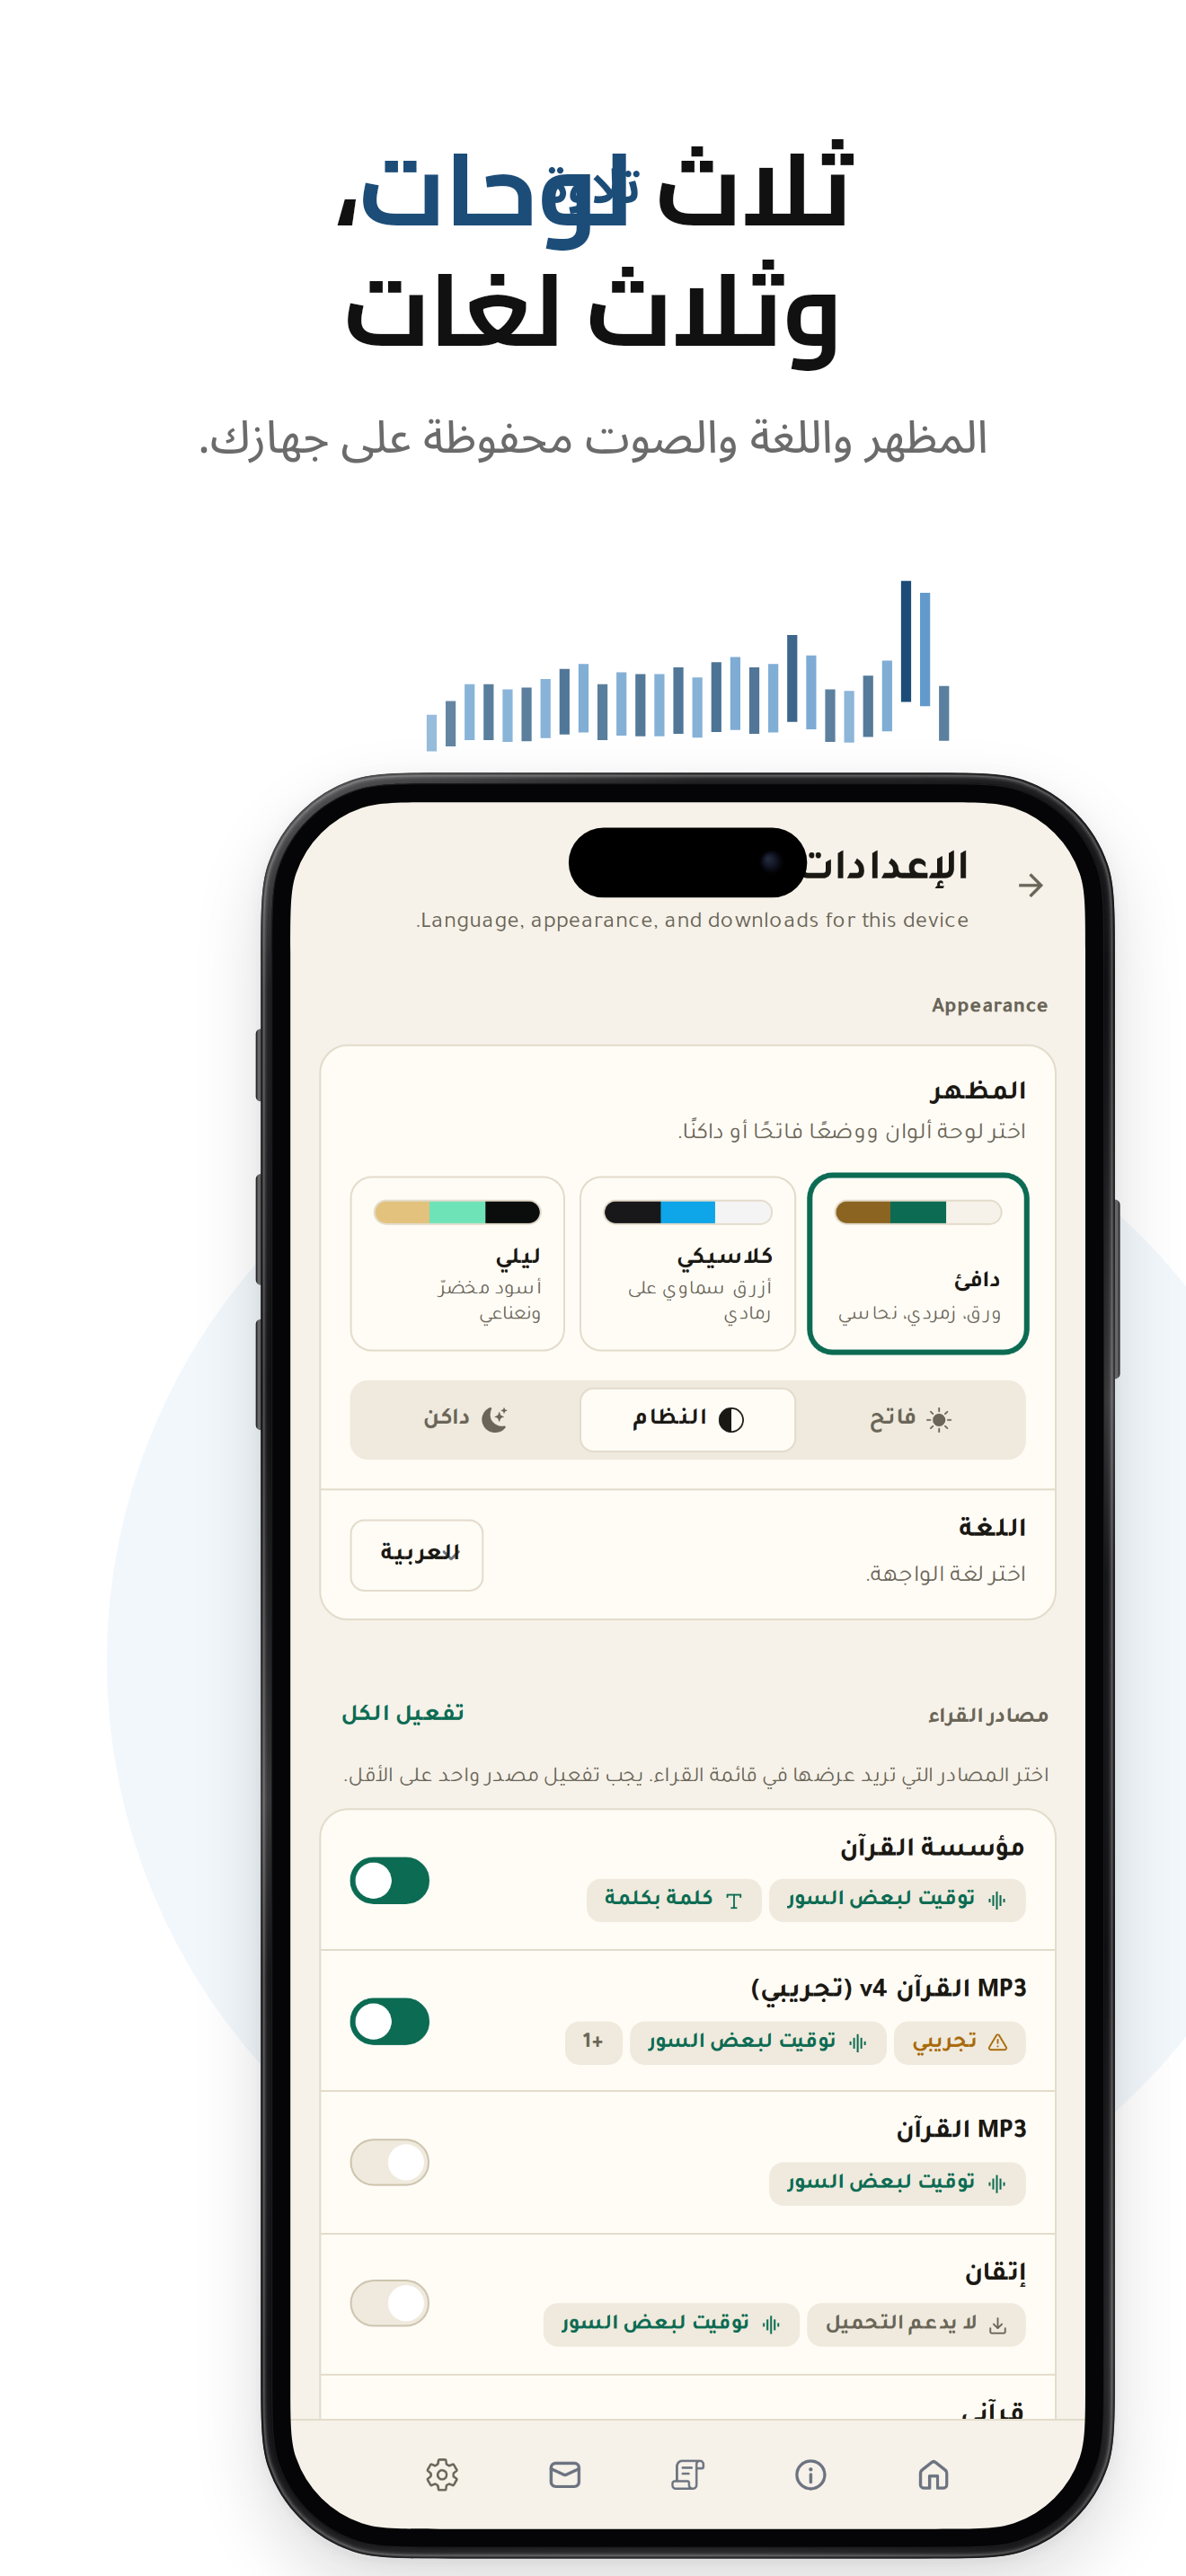 تلاوة
ثلاث لوحات،
وثلاث لغات
المظهر واللغة والصوت محفوظة على جهازك.
الإعدادات
Language, appearance, and downloads for this device.
Appearance
المظهر
اختر لوحة ألوان ووضعًا فاتحًا أو داكنًا.
دافئ
ورق، زمردي، نحاسي
كلاسيكي
أزرق سماوي على
رمادي
ليلي
أسود مخضرّ
ونعناعي
فاتح
النظام
داكن
اللغة
اختر لغة الواجهة.
العربية
مصادر القراء
تفعيل الكل
اختر المصادر التي تريد عرضها في قائمة القراء. يجب تفعيل مصدر واحد على الأقل.
مؤسسة القرآن
توقيت لبعض السور
كلمة بكلمة
MP3 القرآن v4 (تجريبي)
تجريبي
توقيت لبعض السور
+1
MP3 القرآن
توقيت لبعض السور
إتقان
لا يدعم التحميل
توقيت لبعض السور
قرآني